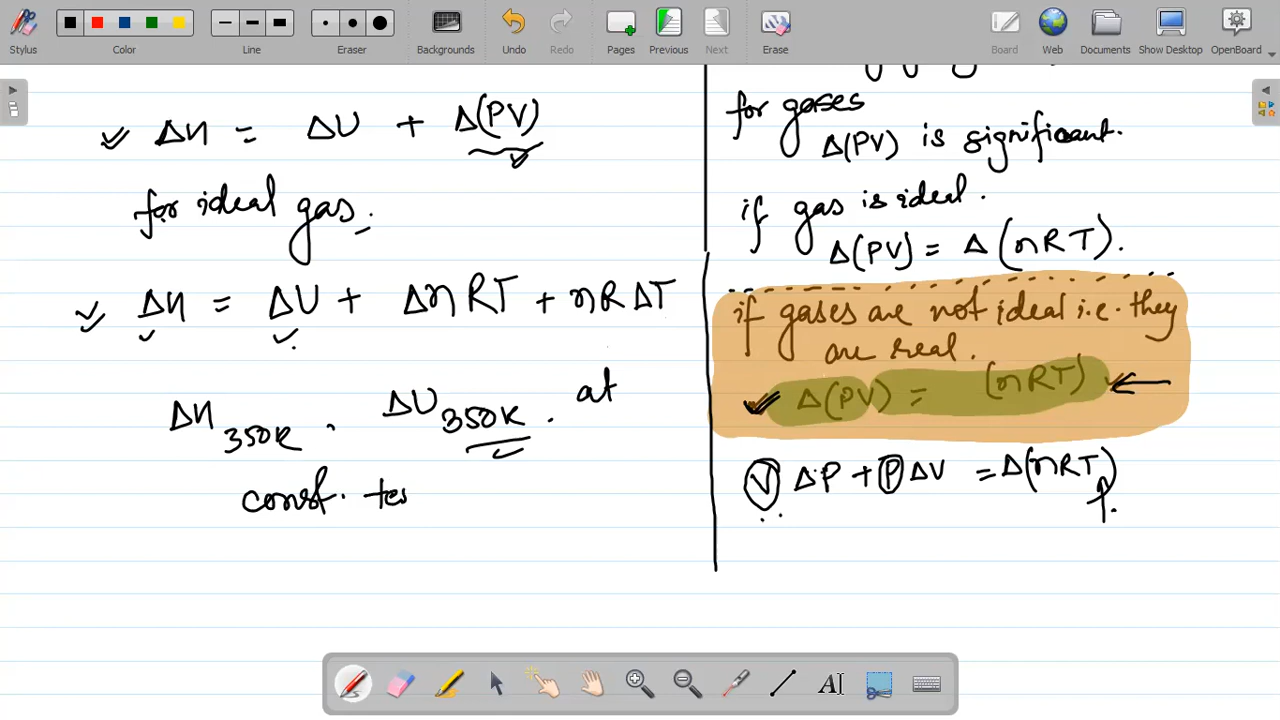 Stylus
Color
Line
Eraser
Backgrounds
Undo
Redo
Pages
Previous
Next
Erase
Board
Web
Documents
Show Desktop
OpenBoard
ΔH = ΔU + Δ(PV)
for ideal gas.
ΔH = ΔU + ΔnRT + nRΔT
ΔH350K . ΔU350K . at
const. tes
for gases
Δ(PV) is significant.
if gas is ideal.
Δ(PV) = Δ(nRT).
if gases are not ideal i.e. they
are real.
Δ(PV) = (nRT)
VΔP + PΔV = Δ(nRT)
AI